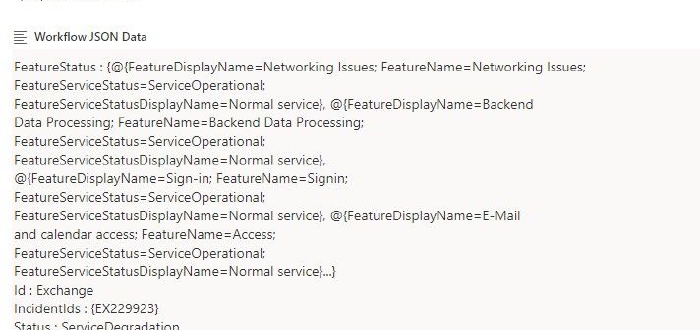 Workflow JSON Data
FeatureStatus : {@{FeatureDisplayName=Networking Issues; FeatureName=Networking Issues;
FeatureServiceStatus=ServiceOperational;
FeatureServiceStatusDisplayName=Normal service}, @{FeatureDisplayName=Backend
Data Processing; FeatureName=Backend Data Processing;
FeatureServiceStatus=ServiceOperational;
FeatureServiceStatusDisplayName=Normal service},
@{FeatureDisplayName=Sign-in; FeatureName=Signin;
FeatureServiceStatus=ServiceOperational;
FeatureServiceStatusDisplayName=Normal service}, @{FeatureDisplayName=E-Mail
and calendar access; FeatureName=Access;
FeatureServiceStatus=ServiceOperational;
FeatureServiceStatusDisplayName=Normal service}...}
Id : Exchange
IncidentIds : {EX229923}
Status : ServiceDegradation